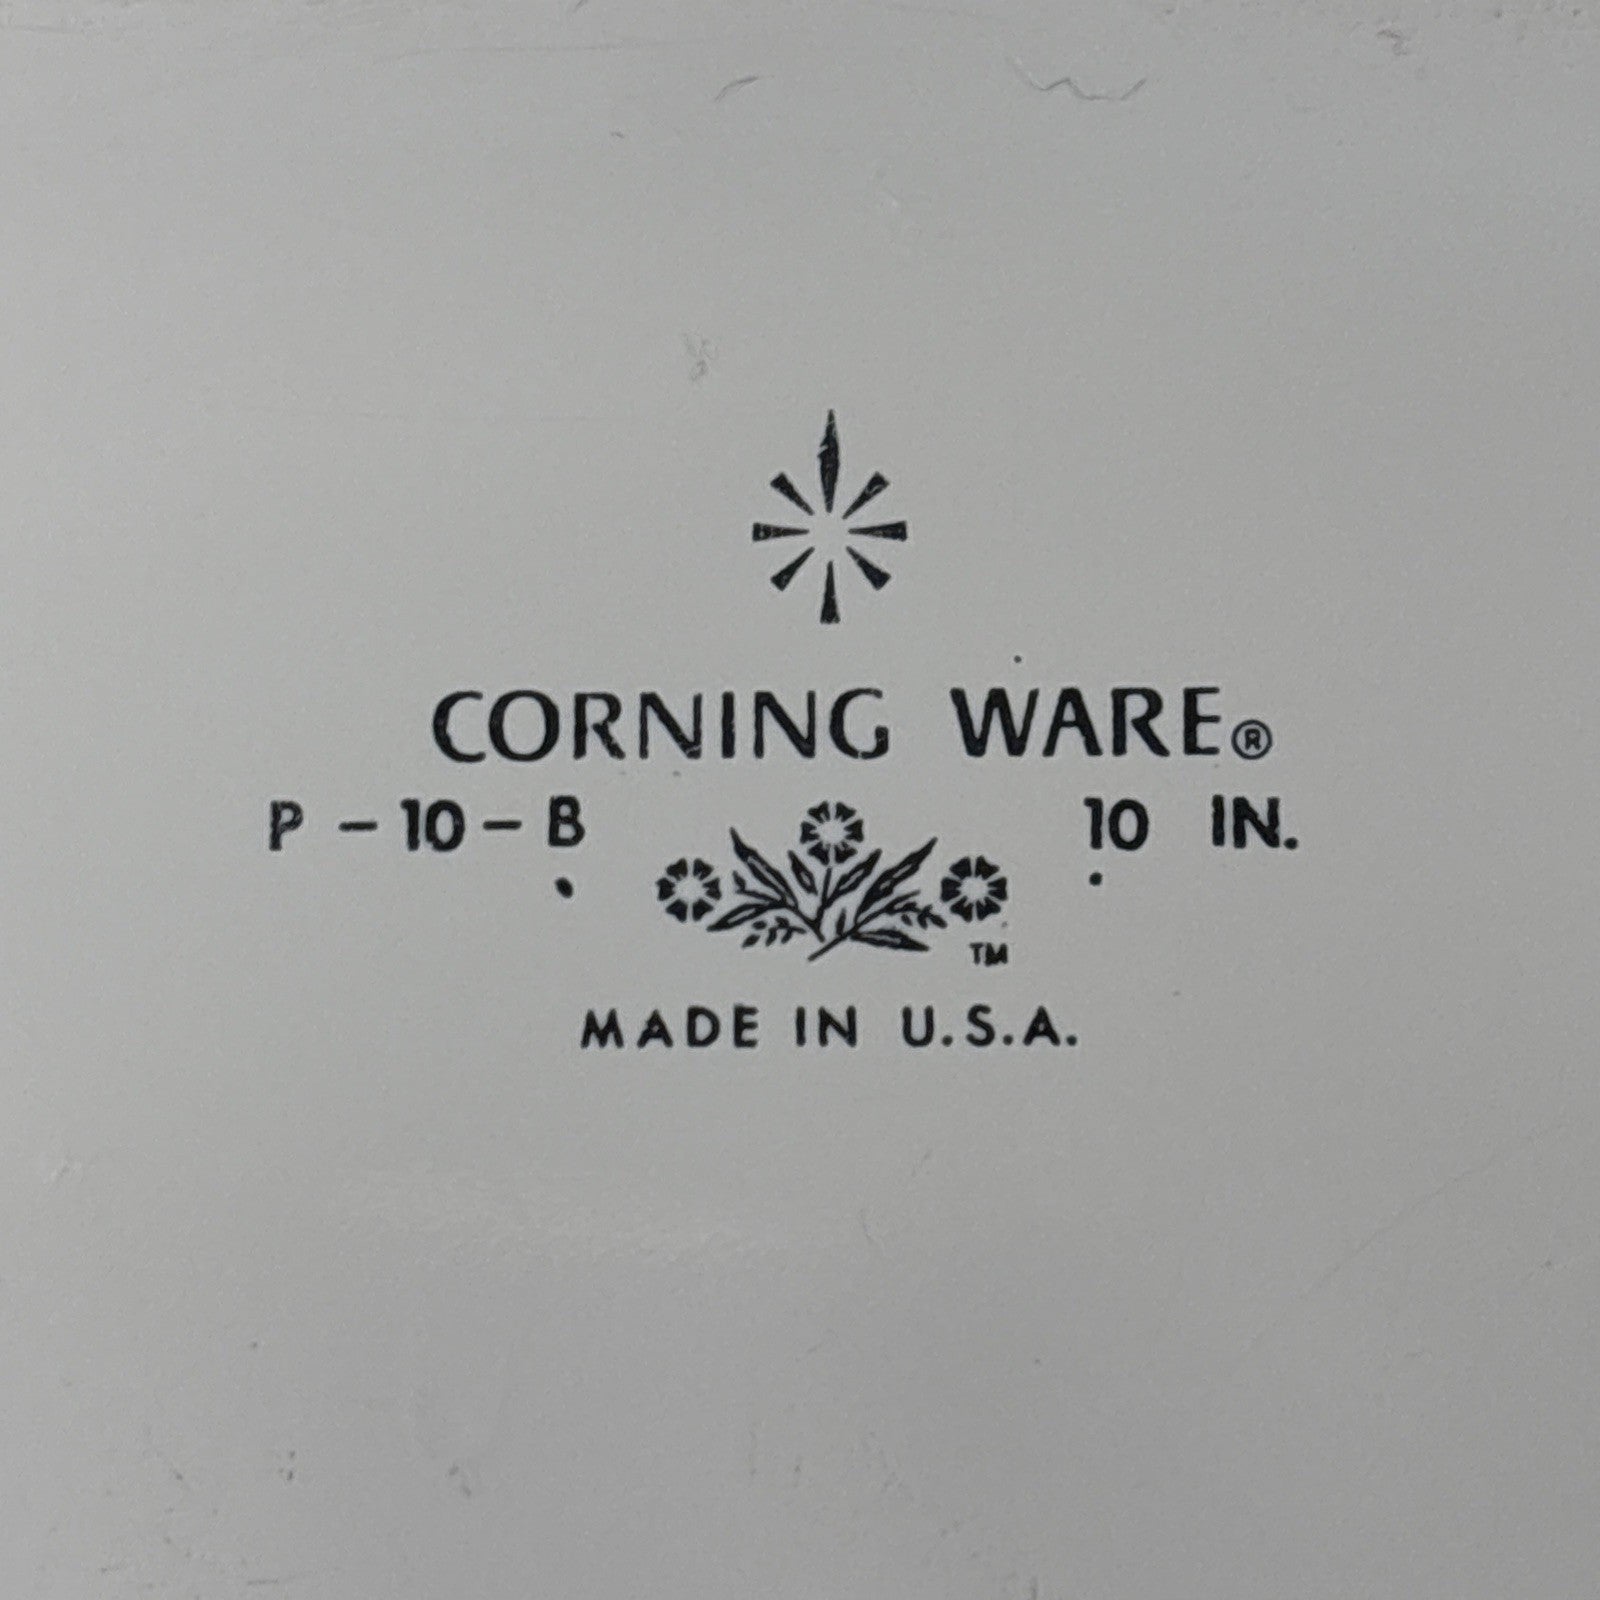 CORNING WARE®
P - 10 - B 10 IN.
TM
MADE IN U.S.A.